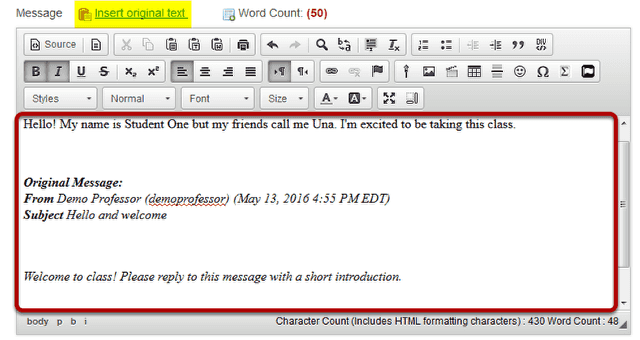 Message Insert original text Word Count: (50)
Source
B I U S X₂ X²
Styles Normal Font Size A A
Hello! My name is Student One but my friends call me Una. I'm excited to be taking this class.
Original Message:
From Demo Professor (demoprofessor) (May 13, 2016 4:55 PM EDT)
Subject Hello and welcome
Welcome to class! Please reply to this message with a short introduction.
body p b i Character Count (Includes HTML formatting characters) : 430 Word Count : 48